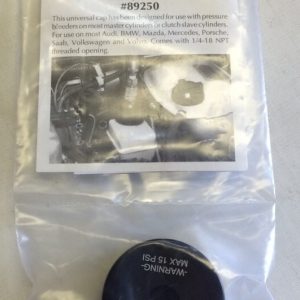 #89250
This universal cap has been designed for use with pressure
bleeders on most master cylinders or clutch slave cylinders.
For use on most Audi, BMW, Mazda, Mercedes, Porsche,
Saab, Volkswagen and Volvo. Comes with 1/4-18 NPT
threaded opening.
-WARNING-
MAX 15 PSI